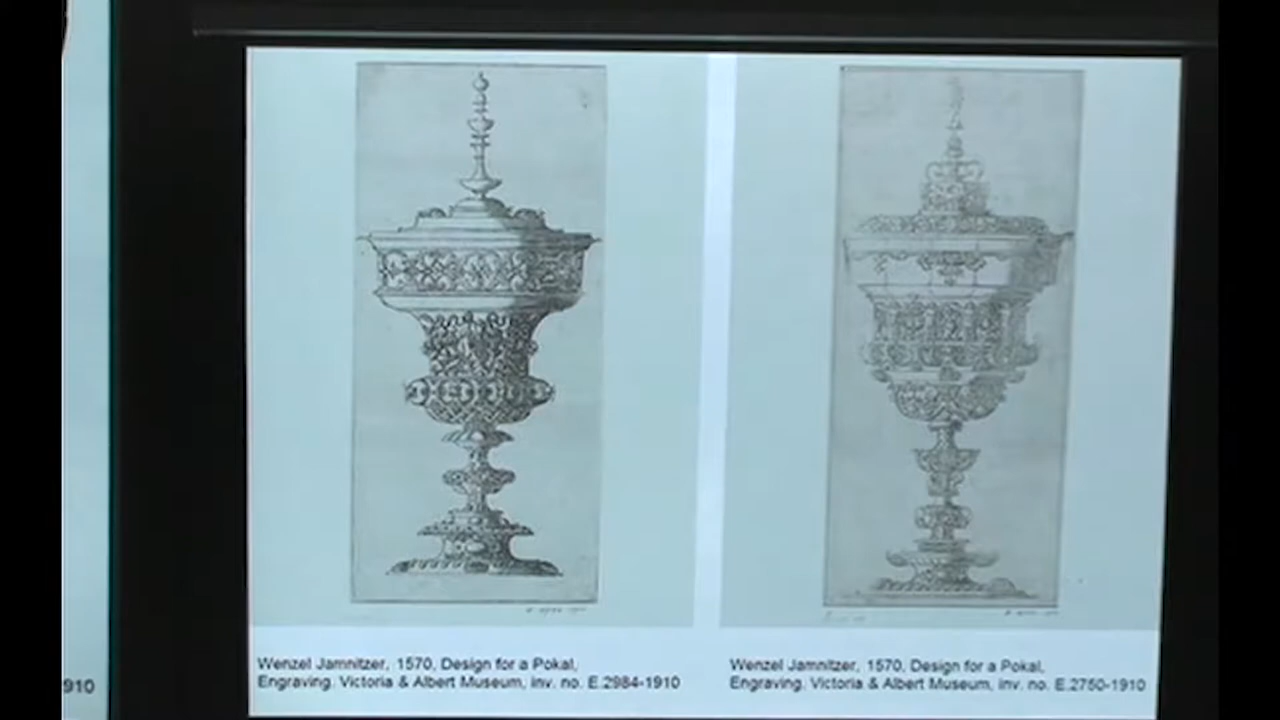 Wenzel Jamnitzer, 1570, Design for a Pokal,
Engraving. Victoria & Albert Museum, inv. no. E.2984-1910
Wenzel Jamnitzer, 1570, Design for a Pokal,
Engraving. Victoria & Albert Museum, inv. no. E.2750-1910
910